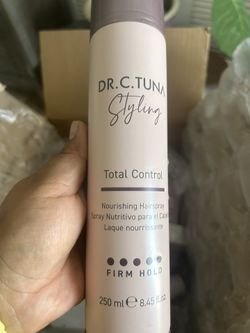 DR.C.TUNA
Styling
Total Control
Nourishing Hairspray
Spray Nutritivo para el
Laque nourrissante
FIRM HOLD
250 ml ℮ 8.45 fl.oz.